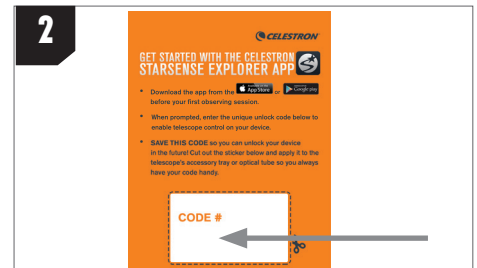 2
CELESTRON
GET STARTED WITH THE CELESTRON
STARSENSE EXPLORER APP
• Download the app from the App Store or Google play
before your first observing session.
• When prompted, enter the unique unlock code below to
enable telescope control on your device.
• SAVE THIS CODE so you can unlock your device
in the future! Cut out the sticker below and apply it to the
telescope's accessory tray or optical tube so you always
have your code handy.
CODE #